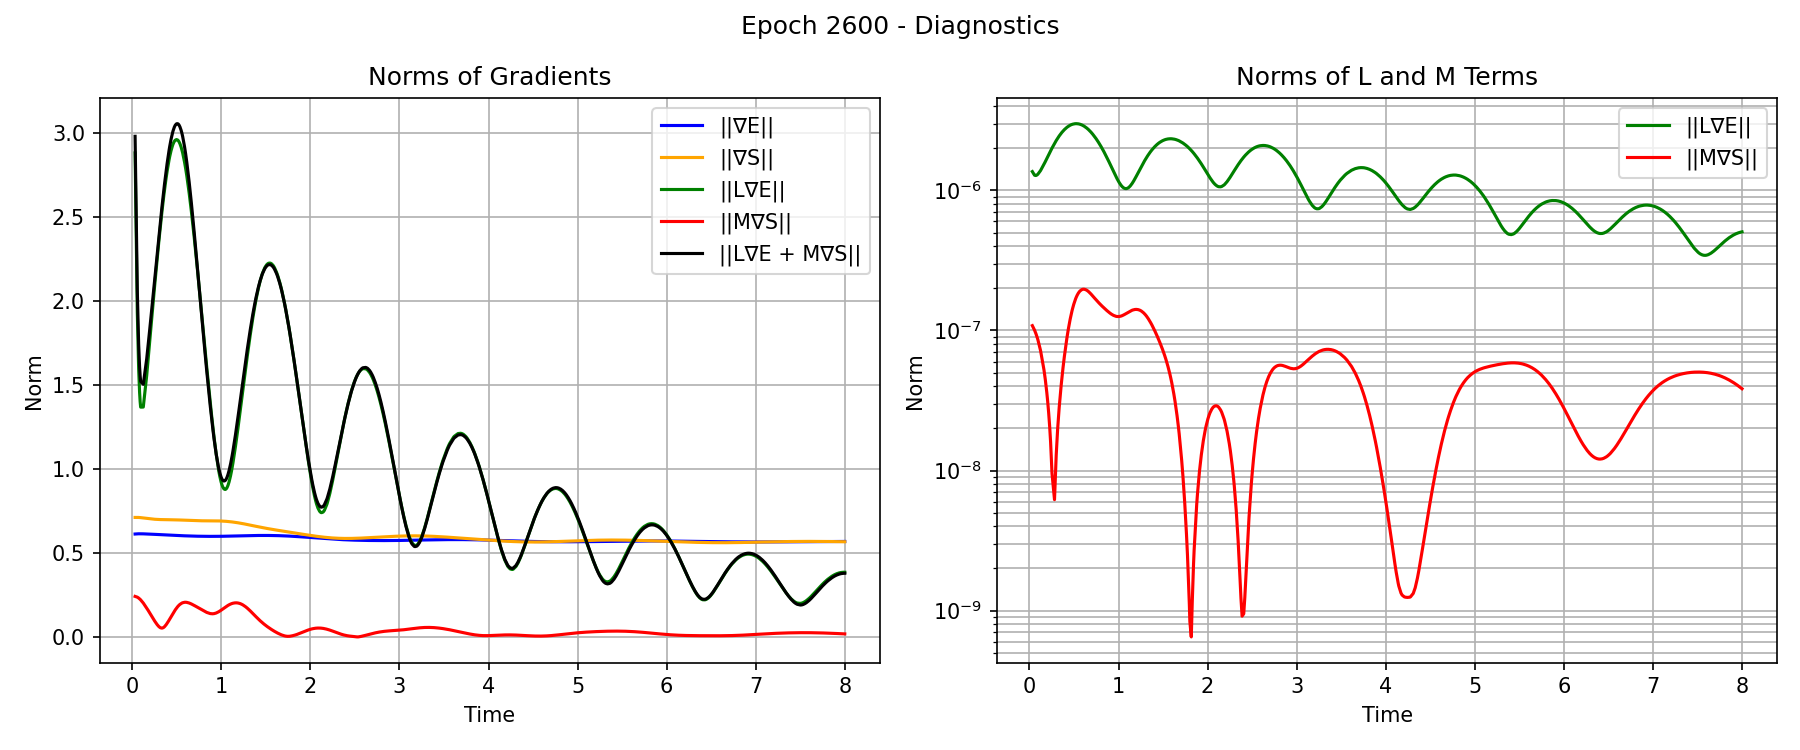 Epoch 2600 - Diagnostics
Norms of Gradients
Norm
3.0
2.5
2.0
1.5
1.0
0.5
0.0
||∇E||
||∇S||
||L∇E||
||M∇S||
||L∇E + M∇S||
0 1 2 3 4 5 6 7 8
Time
Norms of L and M Terms
Norm
10⁻⁶
10⁻⁷
10⁻⁸
10⁻⁹
||L∇E||
||M∇S||
0 1 2 3 4 5 6 7 8
Time